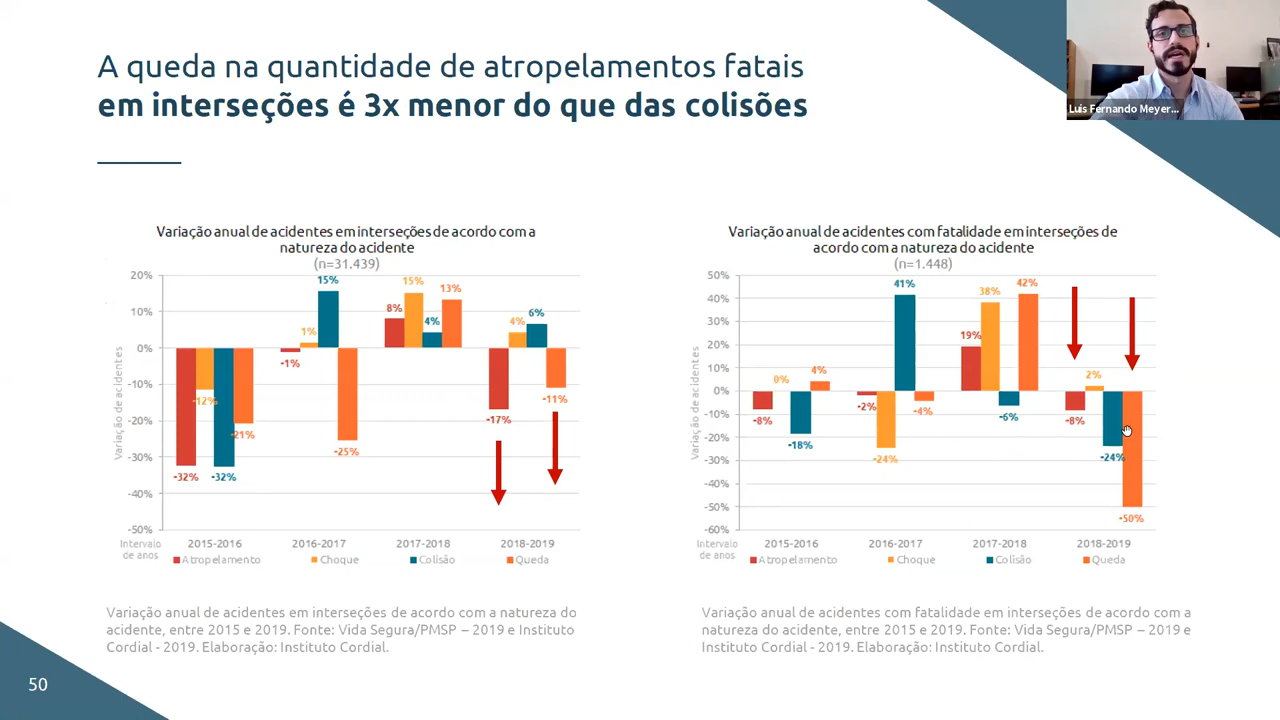 A queda na quantidade de atropelamentos fatais
em interseções é 3x menor do que das colisões
Luis Fernando Meyer...
Variação anual de acidentes em interseções de acordo com a
natureza do acidente
(n=31.439)
Variação de acidentes
20%
10%
0%
-10%
-20%
-30%
-40%
-50%
-32%
-12%
-32%
-21%
-1%
1%
15%
-25%
8%
15%
4%
13%
-17%
4%
6%
-11%
Intervalo
de anos
2015-2016
2016-2017
2017-2018
2018-2019
Atropelamento
Choque
Colisão
Queda
Variação anual de acidentes em interseções de acordo com a natureza do
acidente, entre 2015 e 2019. Fonte: Vida Segura/PMSP – 2019 e Instituto
Cordial - 2019. Elaboração: Instituto Cordial.
Variação anual de acidentes com fatalidade em interseções de
acordo com a natureza do acidente
(n=1.448)
Variação de acidentes
50%
40%
30%
20%
10%
0%
-10%
-20%
-30%
-40%
-50%
-60%
-8%
0%
-18%
4%
-2%
-24%
41%
-4%
19%
38%
-6%
42%
-8%
2%
-24%
-50%
Intervalo
de anos
2015-2016
2016-2017
2017-2018
2018-2019
Atropelamento
Choque
Colisão
Queda
Variação anual de acidentes com fatalidade em interseções de acordo com a
natureza do acidente, entre 2015 e 2019. Fonte: Vida Segura/PMSP – 2019 e
Instituto Cordial - 2019. Elaboração: Instituto Cordial.
50